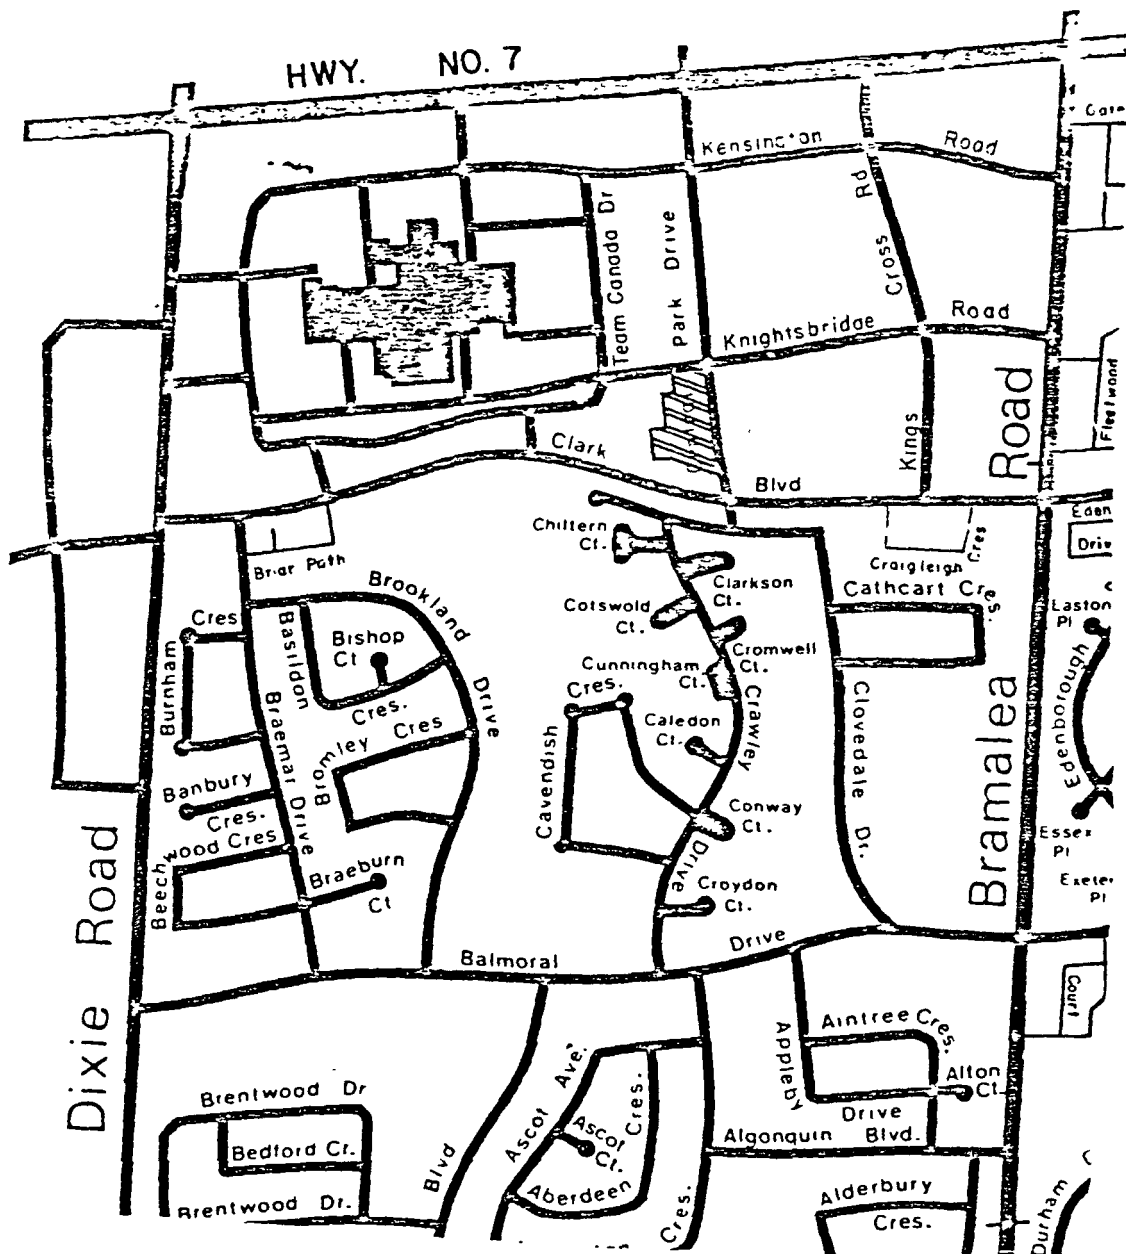 HWY. NO. 7
Gate
Kensington Road
Rd
Cross
Team Canada Dr
Park Drive
Knightsbridge Road
Fleetwood
Road
Kings
Clark
Blvd
Eden
Driv
Chiltern
Ct.
Briar Path
Craigleigh
Cres
Clarkson
Ct.
Cathcart Cres.
Brookland
Drive
Cotswold
Ct.
Easton
Pl
Cres
Basildon
Cres.
Bishop
Ct
Burnham
Cromwell
Ct.
Cunningham
Ct.
Cres.
Crawley
Drive
Clovedale Dr.
Bramalea
Edenborough
Braemar Drive
Bromley Cres
Caledon
Ct.
Cavendish
Banbury
Cres.
Conway
Ct.
Essex
Pl
Beechwood Cres
Braeburn
Ct
Croydon
Ct.
Exeter
Pl
Dixie Road
Balmoral
Drive
Court
Appleby
Drive
Aintree Cres.
Alton
Ct.
Ascot Ave.
Cres.
Brentwood Dr
Ascot
Ct.
Algonquin Blvd.
Bedford Cr.
Blvd
Aberdeen
Cres.
Alderbury
Cres.
Brentwood Dr.
Durham